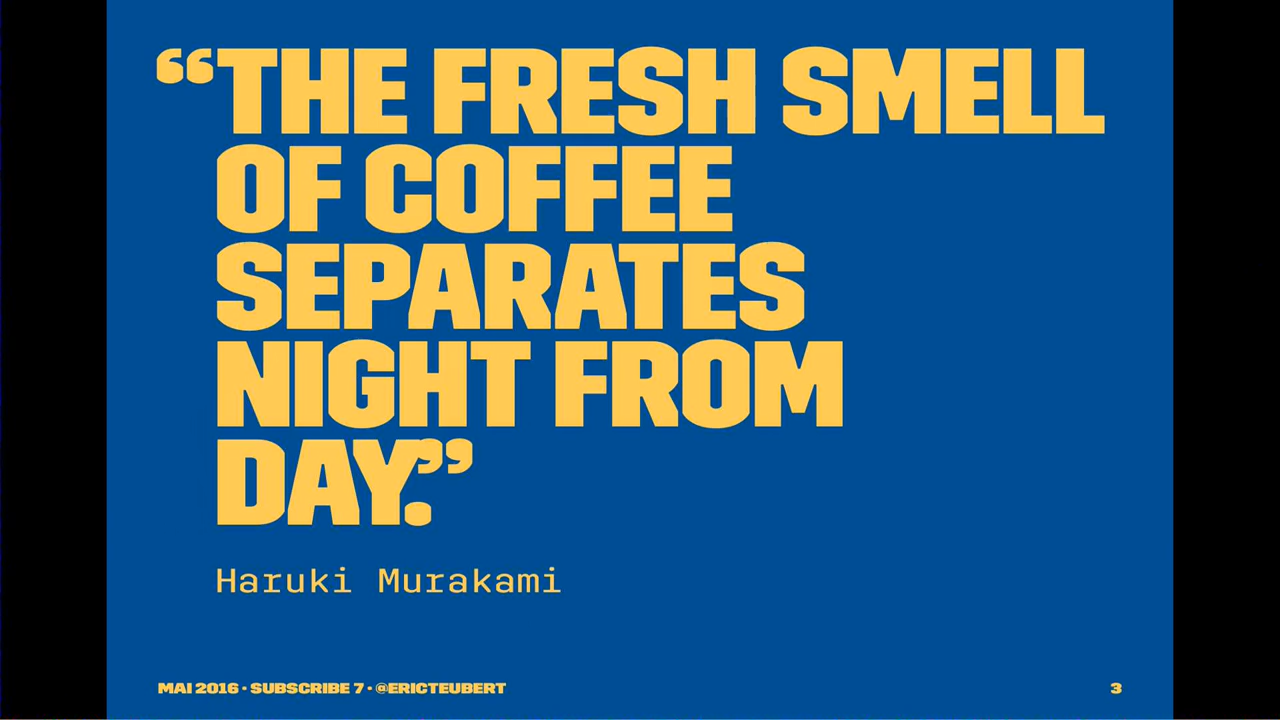 “THE FRESH SMELL
OF COFFEE
SEPARATES
NIGHT FROM
DAY.”
Haruki Murakami
MAI 2016 · SUBSCRIBE 7 · @ERICTEUBERT
3